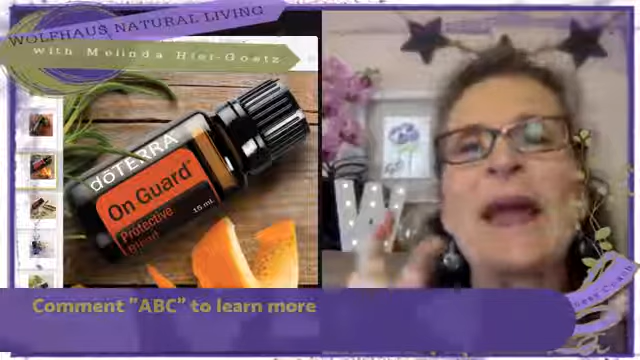 WOLFHAUS NATURAL LIVING
with Melinda Hier-Goetz
dōTERRA
On Guard
Protective
Blend
15 mL
W
Comment "ABC" to learn more
Coach